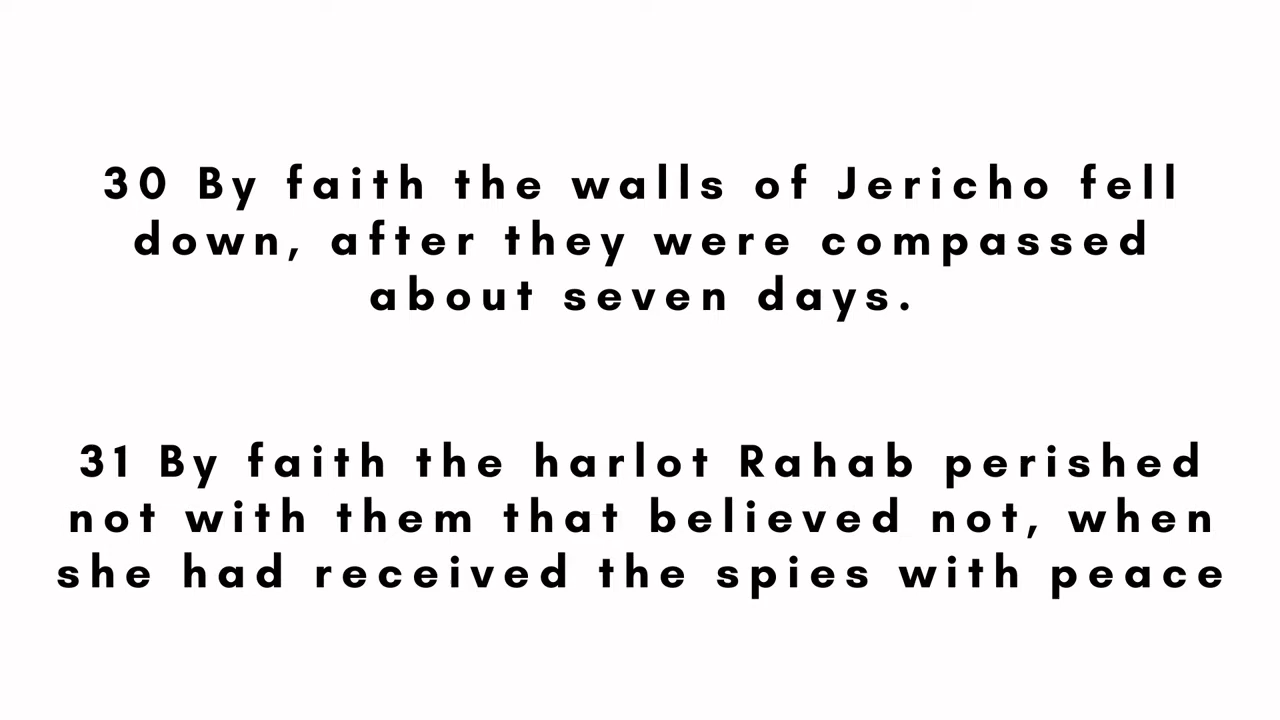 30 By faith the walls of Jericho fell
down, after they were compassed
about seven days.
31 By faith the harlot Rahab perished
not with them that believed not, when
she had received the spies with peace